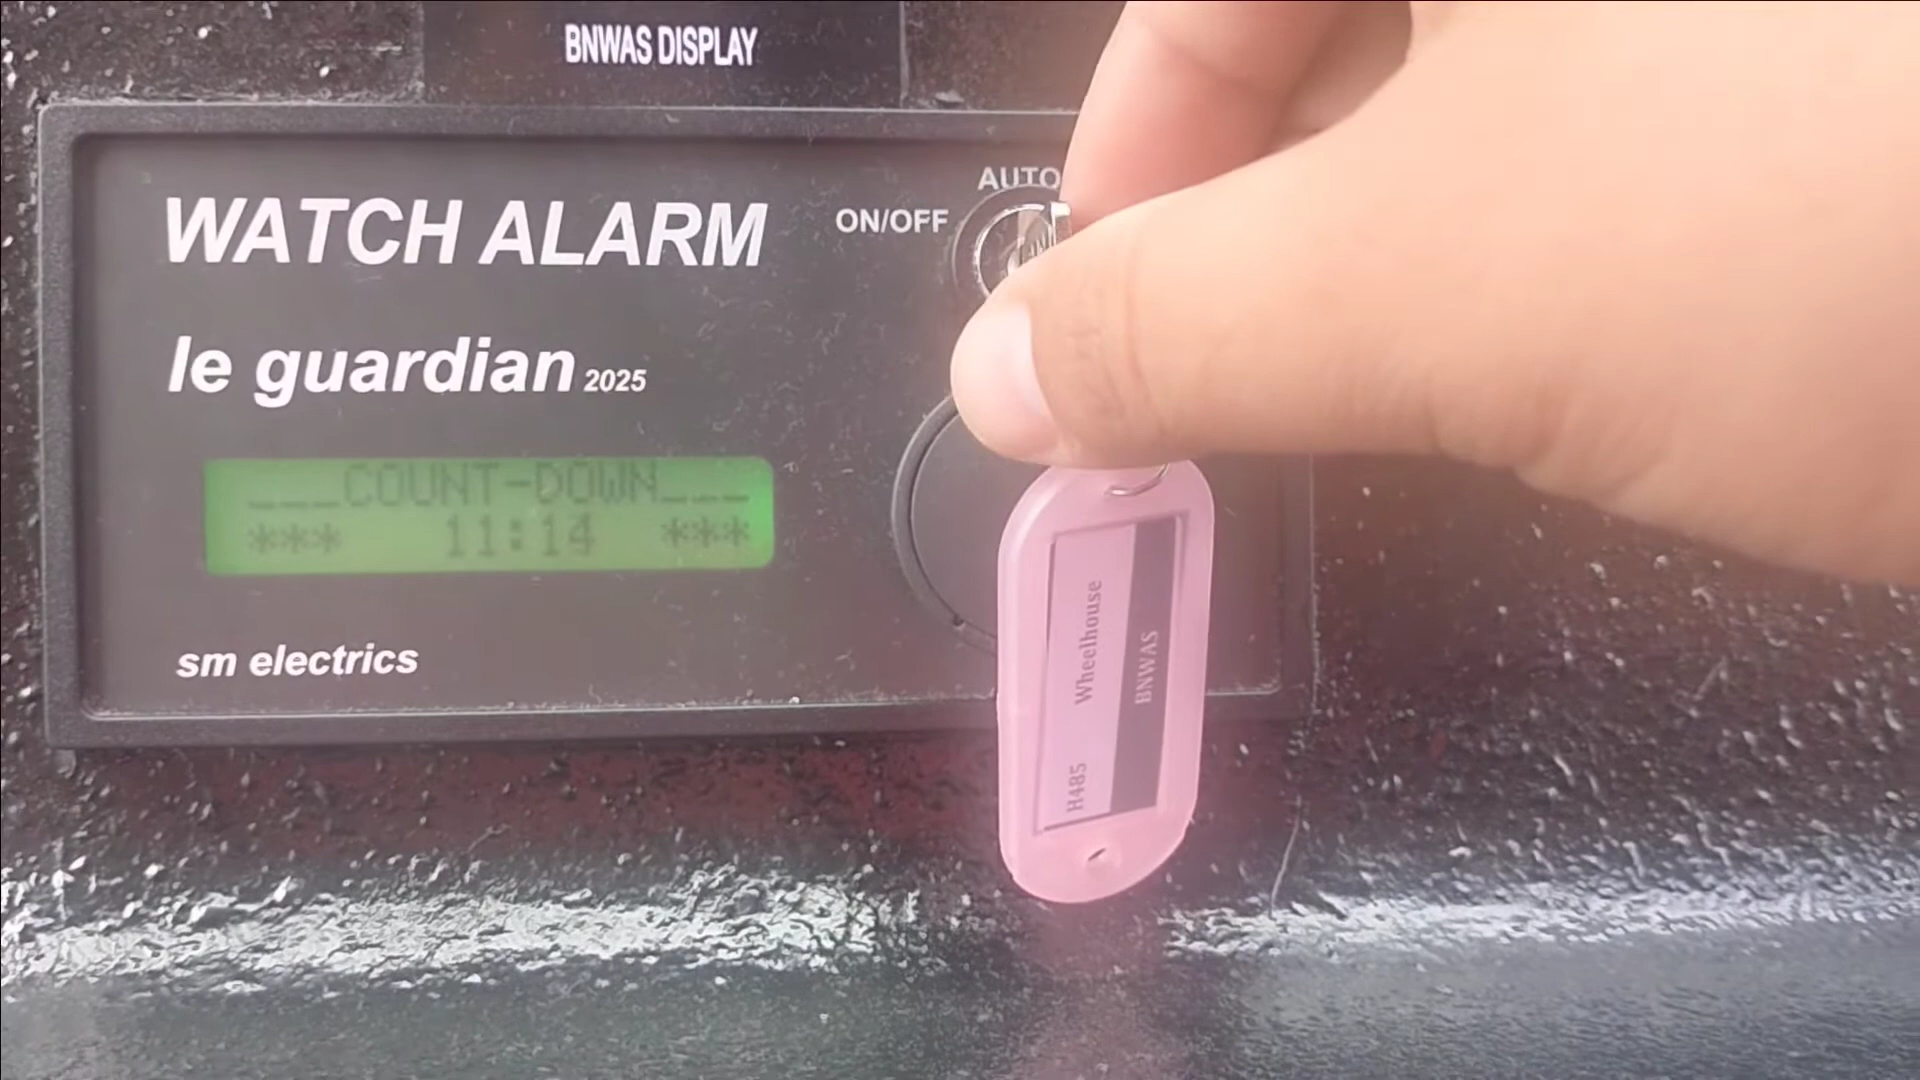 BNWAS DISPLAY
AUTO
ON/OFF
WATCH ALARM
le guardian 2025
___COUNT-DOWN___
*** 11:14 ***
sm electrics
H485 Wheelhouse
BNWAS